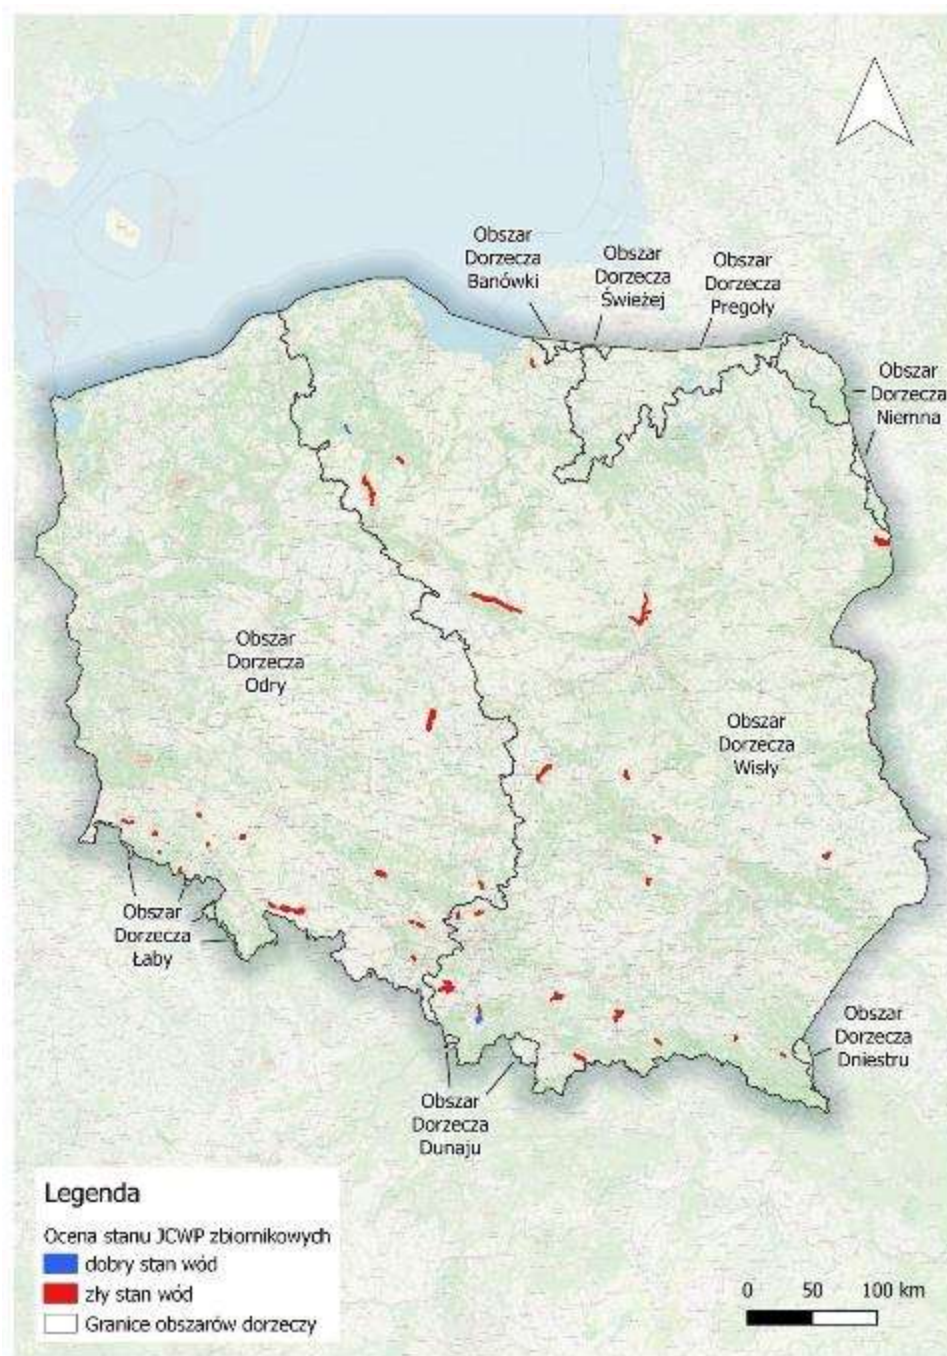 Obszar
Dorzecza
Banówki
Obszar
Dorzecza
Świeżej
Obszar
Dorzecza
Pregoły
Obszar
Dorzecza
Niemna
Obszar
Dorzecza
Odry
Obszar
Dorzecza
Wisły
Obszar
Dorzecza
Łaby
Obszar
Dorzecza
Dniestru
Obszar
Dorzecza
Dunaju
Legenda
Ocena stanu JCWP zbiornikowych
dobry stan wód
zły stan wód
Granice obszarów dorzeczy
0 50 100 km